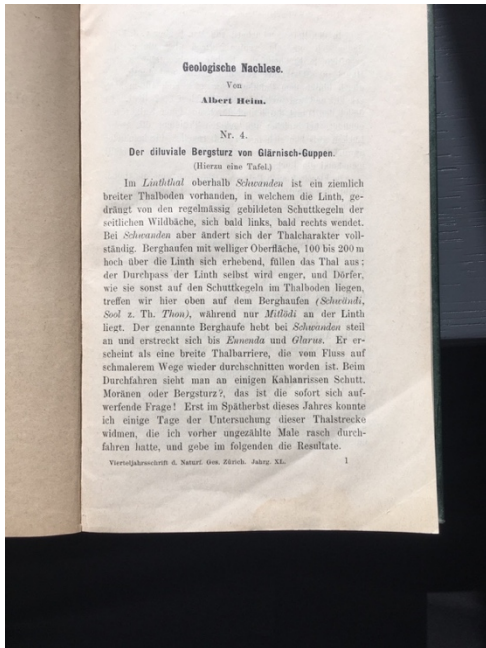 Geologische Nachlese.
Von
Albert Heim.
Nr. 4.
Der diluviale Bergsturz von Glärnisch-Guppen.
(Hierzu eine Tafel.)
Im Linththal oberhalb Schwanden ist ein ziemlich
breiter Thalboden vorhanden, in welchem die Linth, ge-
drängt von den regelmässig gebildeten Schuttkegeln der
seitlichen Wildbäche, sich bald links, bald rechts wendet.
Bei Schwanden aber ändert sich der Thalcharakter voll-
ständig. Berghaufen mit welliger Oberfläche, 100 bis 200 m
hoch über die Linth sich erhebend, füllen das Thal aus;
der Durchpass der Linth selbst wird enger, und Dörfer,
wie sie sonst auf den Schuttkegeln im Thalboden liegen,
treffen wir hier oben auf dem Berghaufen (Schwändi,
Sool z. Th. Thon), während nur Mitlödi an der Linth
liegt. Der genannte Berghaufe hebt bei Schwanden steil
an und erstreckt sich bis Ennenda und Glarus. Er er-
scheint als eine breite Thalbarriere, die vom Fluss auf
schmalerem Wege wieder durchschnitten worden ist. Beim
Durchfahren sieht man an einigen Kahlanrissen Schutt.
Moränen oder Bergsturz?, das ist die sofort sich auf-
werfende Frage! Erst im Spätherbst dieses Jahres konnte
ich einige Tage der Untersuchung dieser Thalstrecke
widmen, die ich vorher ungezählte Male rasch durch-
fahren hatte, und gebe im folgenden die Resultate.
Vierteljahrsschrift d. Naturf. Ges. Zürich. Jahrg. XL. 1